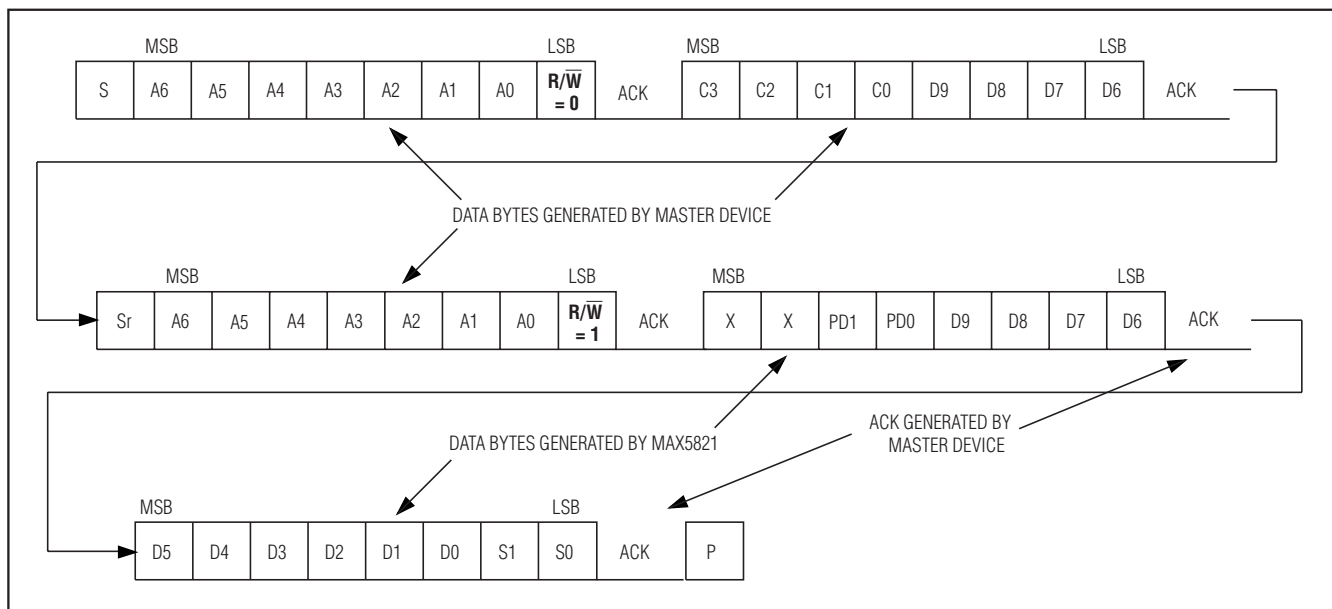 MSB LSB MSB LSB
S A6 A5 A4 A3 A2 A1 A0 R/W̅ = 0 ACK C3 C2 C1 C0 D9 D8 D7 D6 ACK
DATA BYTES GENERATED BY MASTER DEVICE
MSB LSB MSB LSB
Sr A6 A5 A4 A3 A2 A1 A0 R/W̅ = 1 ACK X X PD1 PD0 D9 D8 D7 D6 ACK
DATA BYTES GENERATED BY MAX5821
ACK GENERATED BY
MASTER DEVICE
MSB LSB
D5 D4 D3 D2 D1 D0 S1 S0 ACK P